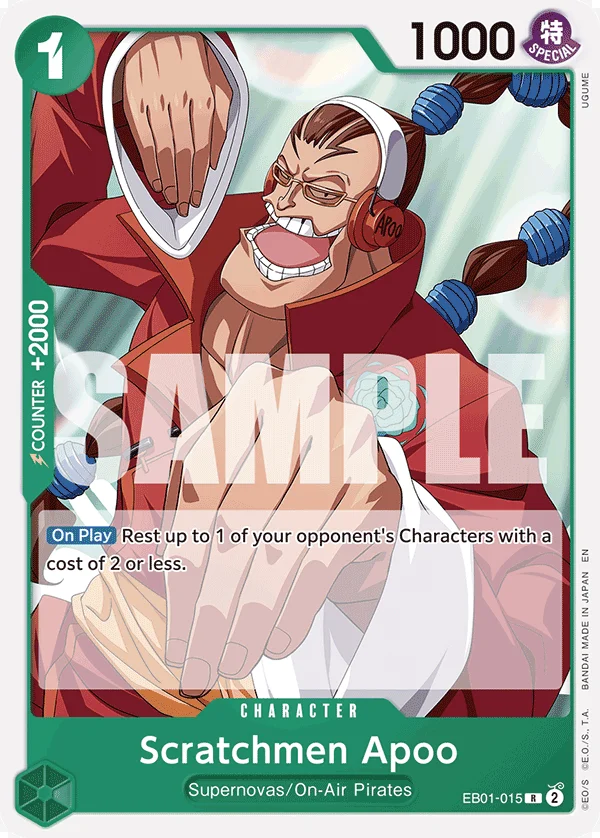 1
1000
特
SPECIAL
UGUME
APOO
COUNTER +2000
SAMPLE
On Play Rest up to 1 of your opponent's Characters with a
cost of 2 or less.
CHARACTER
Scratchmen Apoo
Supernovas/On-Air Pirates
EB01-015 R 2
©EO/S ©E.O./S., T.A. BANDAI MADE IN JAPAN EN